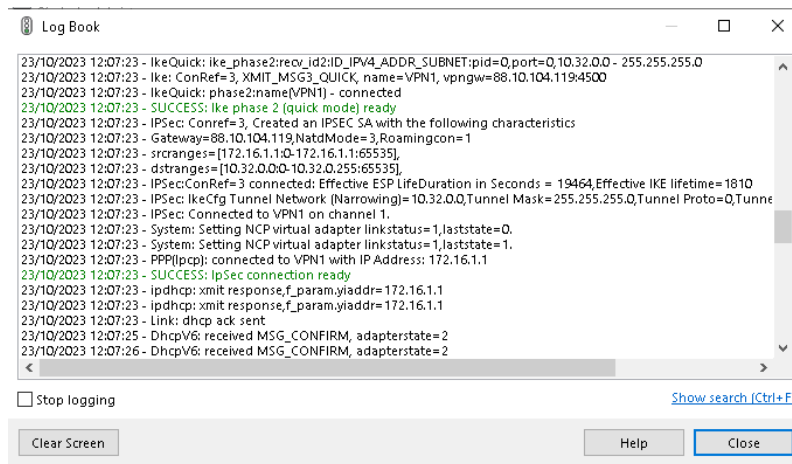 Log Book
23/10/2023 12:07:23 - IkeQuick: ike_phase2:recv_id2:ID_IPV4_ADDR_SUBNET:pid=0,port=0,10.32.0.0 - 255.255.255.0
23/10/2023 12:07:23 - Ike: ConRef=3, XMIT_MSG3_QUICK, name=VPN1, vpngw=88.10.104.119:4500
23/10/2023 12:07:23 - IkeQuick: phase2:name(VPN1) - connected
23/10/2023 12:07:23 - SUCCESS: Ike phase 2 (quick mode) ready
23/10/2023 12:07:23 - IPSec: Conref=3, Created an IPSEC SA with the following characteristics
23/10/2023 12:07:23 - Gateway=88.10.104.119,NatdMode=3,Roamingcon=1
23/10/2023 12:07:23 - srcranges=[172.16.1.1:0-172.16.1.1:65535],
23/10/2023 12:07:23 - dstranges=[10.32.0.0:0-10.32.0.255:65535],
23/10/2023 12:07:23 - IPSec:ConRef=3 connected: Effective ESP LifeDuration in Seconds = 19464,Effective IKE lifetime=1810
23/10/2023 12:07:23 - IPSec: IkeCfg Tunnel Network (Narrowing)=10.32.0.0,Tunnel Mask=255.255.255.0,Tunnel Proto=0,Tunne
23/10/2023 12:07:23 - IPSec: Connected to VPN1 on channel 1.
23/10/2023 12:07:23 - System: Setting NCP virtual adapter linkstatus=1,laststate=0.
23/10/2023 12:07:23 - System: Setting NCP virtual adapter linkstatus=1,laststate=1.
23/10/2023 12:07:23 - PPP(Ipcp): connected to VPN1 with IP Address: 172.16.1.1
23/10/2023 12:07:23 - SUCCESS: IpSec connection ready
23/10/2023 12:07:23 - ipdhcp: xmit response,f_param.yiaddr=172.16.1.1
23/10/2023 12:07:23 - ipdhcp: xmit response,f_param.yiaddr=172.16.1.1
23/10/2023 12:07:23 - Link: dhcp ack sent
23/10/2023 12:07:25 - DhcpV6: received MSG_CONFIRM, adapterstate=2
23/10/2023 12:07:26 - DhcpV6: received MSG_CONFIRM, adapterstate=2
Stop logging
Show search (Ctrl+F
Clear Screen
Help
Close